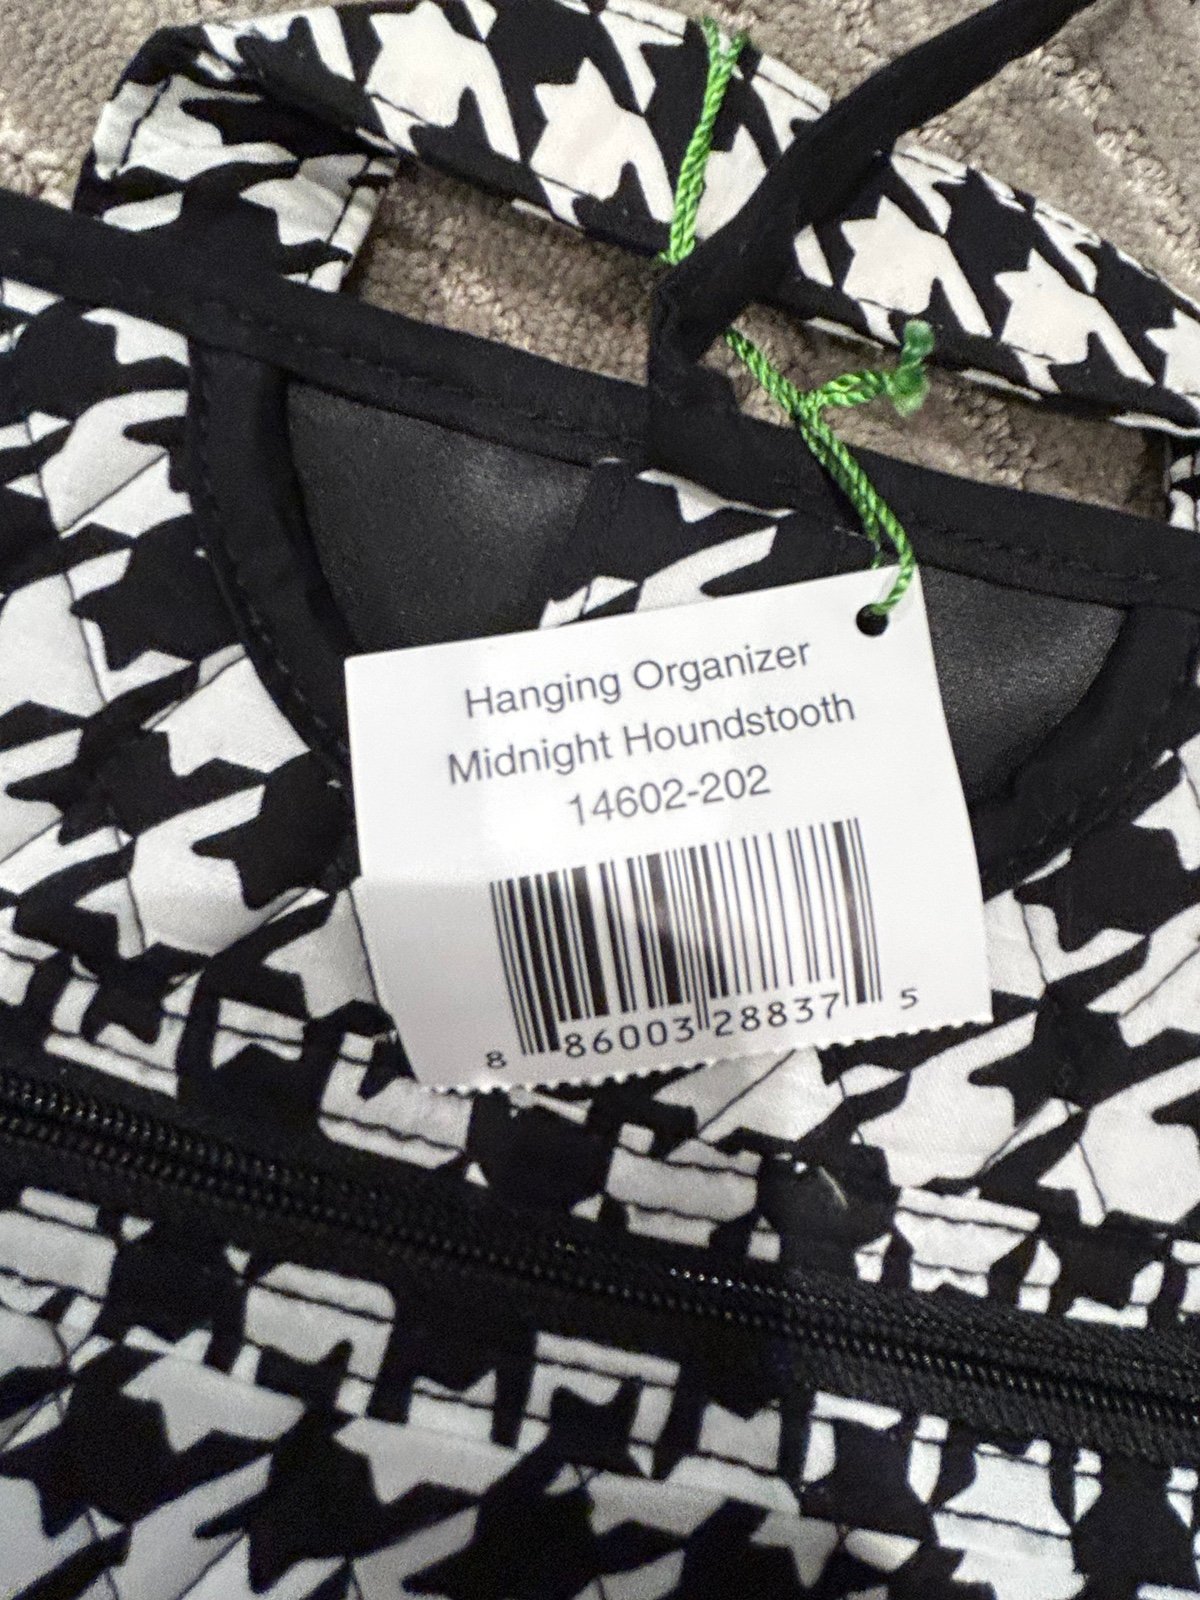 Hanging Organizer
Midnight Houndstooth
14602-202
8 86003 28837 5